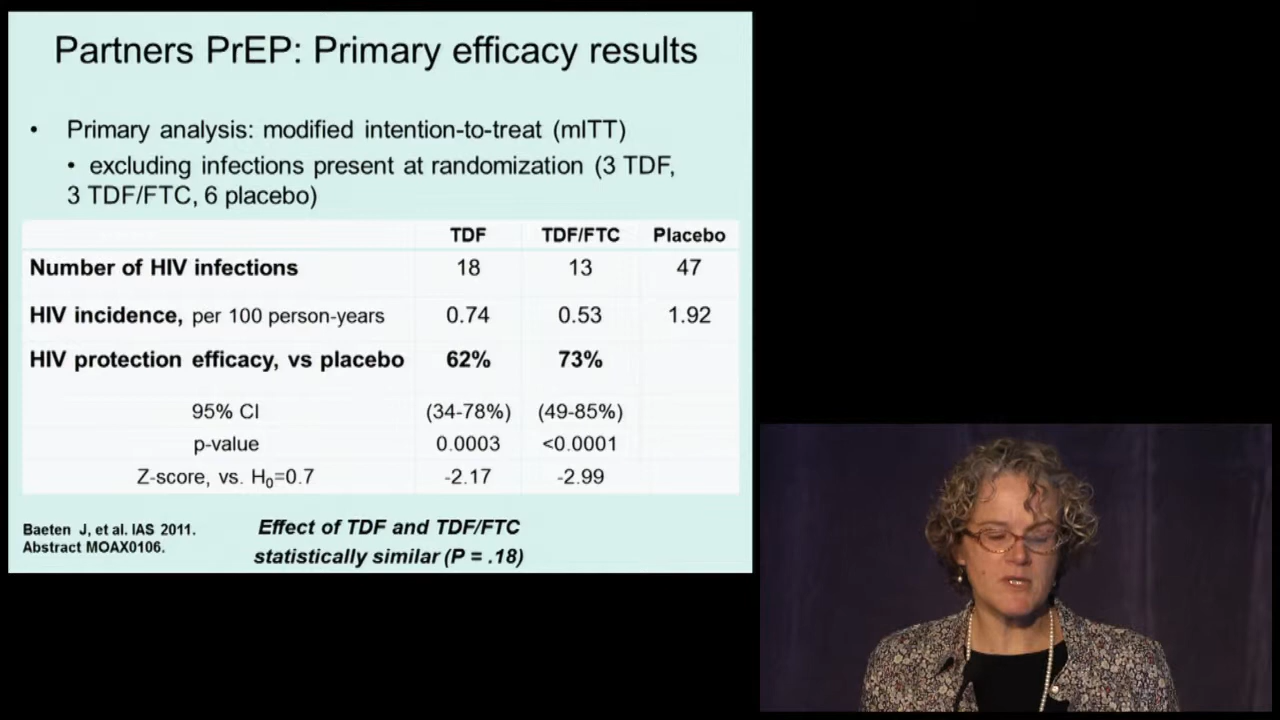 Partners PrEP: Primary efficacy results
• Primary analysis: modified intention-to-treat (mITT)
• excluding infections present at randomization (3 TDF,
3 TDF/FTC, 6 placebo)
TDF TDF/FTC Placebo
Number of HIV infections 18 13 47
HIV incidence, per 100 person-years 0.74 0.53 1.92
HIV protection efficacy, vs placebo 62% 73%
95% CI (34-78%) (49-85%)
p-value 0.0003 <0.0001
Z-score, vs. H₀=0.7 -2.17 -2.99
Baeten J, et al. IAS 2011.
Abstract MOAX0106.
Effect of TDF and TDF/FTC
statistically similar (P = .18)